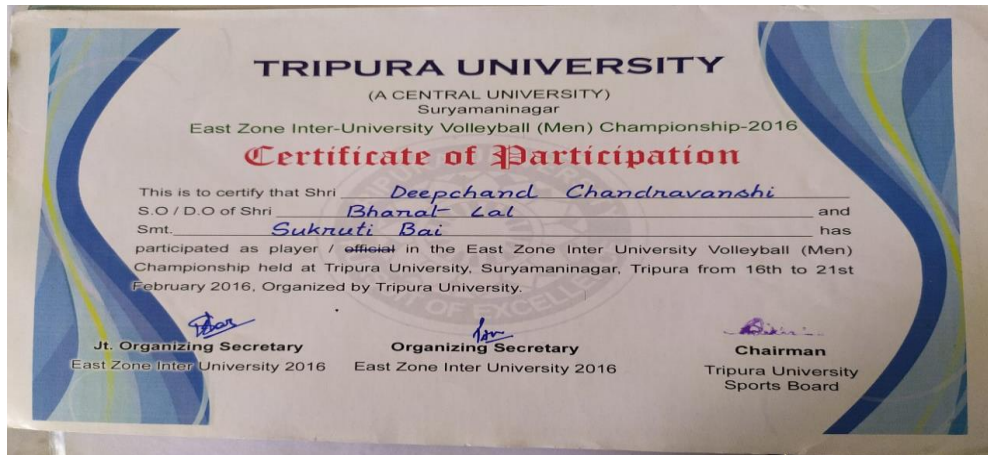 TRIPURA UNIVERSITY
(A CENTRAL UNIVERSITY)
Suryamaninagar
East Zone Inter-University Volleyball (Men) Championship-2016
Certificate of Participation
This is to certify that Shri Deepchand Chandravanshi
S.O / D.O of Shri Bharat Lal and
Smt. Sukruti Bai has
participated as player / official in the East Zone Inter University Volleyball (Men)
Championship held at Tripura University, Suryamaninagar, Tripura from 16th to 21st
February 2016, Organized by Tripura University.
Jt. Organizing Secretary
East Zone Inter University 2016
Organizing Secretary
East Zone Inter University 2016
Chairman
Tripura University
Sports Board